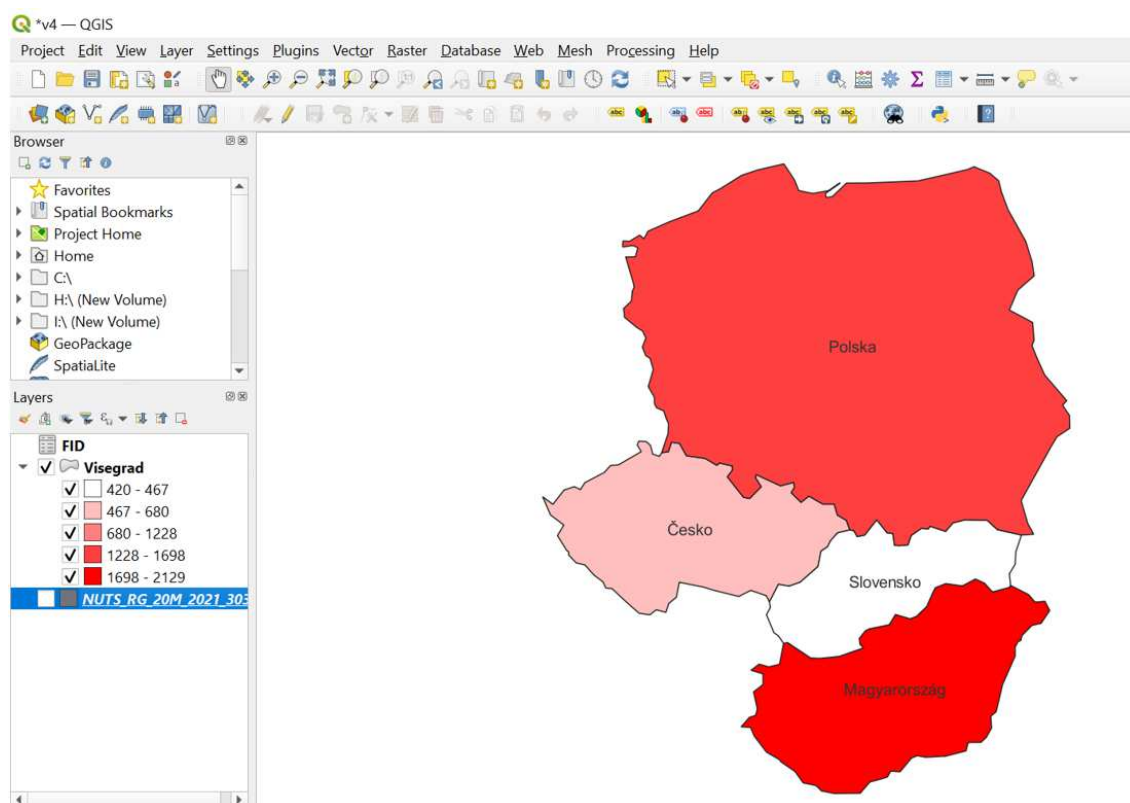 *v4 — QGIS
Project Edit View Layer Settings Plugins Vector Raster Database Web Mesh Processing Help
Browser
Favorites
Spatial Bookmarks
Project Home
Home
C:\
H:\ (New Volume)
I:\ (New Volume)
GeoPackage
SpatiaLite
Layers
FID
Visegrad
420 - 467
467 - 680
680 - 1228
1228 - 1698
1698 - 2129
NUTS_RG_20M_2021_303
Polska
Česko
Slovensko
Magyarország